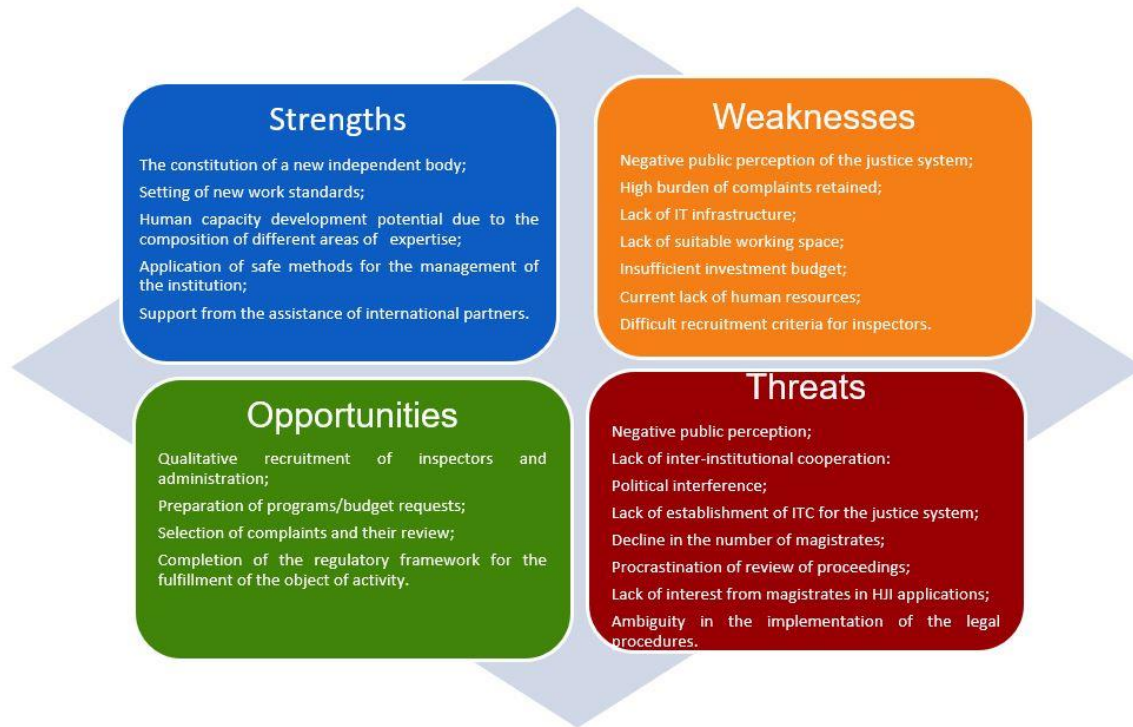 Strengths
The constitution of a new independent body;
Setting of new work standards;
Human capacity development potential due to the
composition of different areas of expertise;
Application of safe methods for the management of
the institution;
Support from the assistance of international partners.
Weaknesses
Negative public perception of the justice system;
High burden of complaints retained;
Lack of IT infrastructure;
Lack of suitable working space;
Insufficient investment budget;
Current lack of human resources;
Difficult recruitment criteria for inspectors.
Opportunities
Qualitative recruitment of inspectors and
administration;
Preparation of programs/budget requests;
Selection of complaints and their review;
Completion of the regulatory framework for the
fulfillment of the object of activity.
Threats
Negative public perception;
Lack of inter-institutional cooperation:
Political interference;
Lack of establishment of ITC for the justice system;
Decline in the number of magistrates;
Procrastination of review of proceedings;
Lack of interest from magistrates in HJI applications;
Ambiguity in the implementation of the legal
procedures.